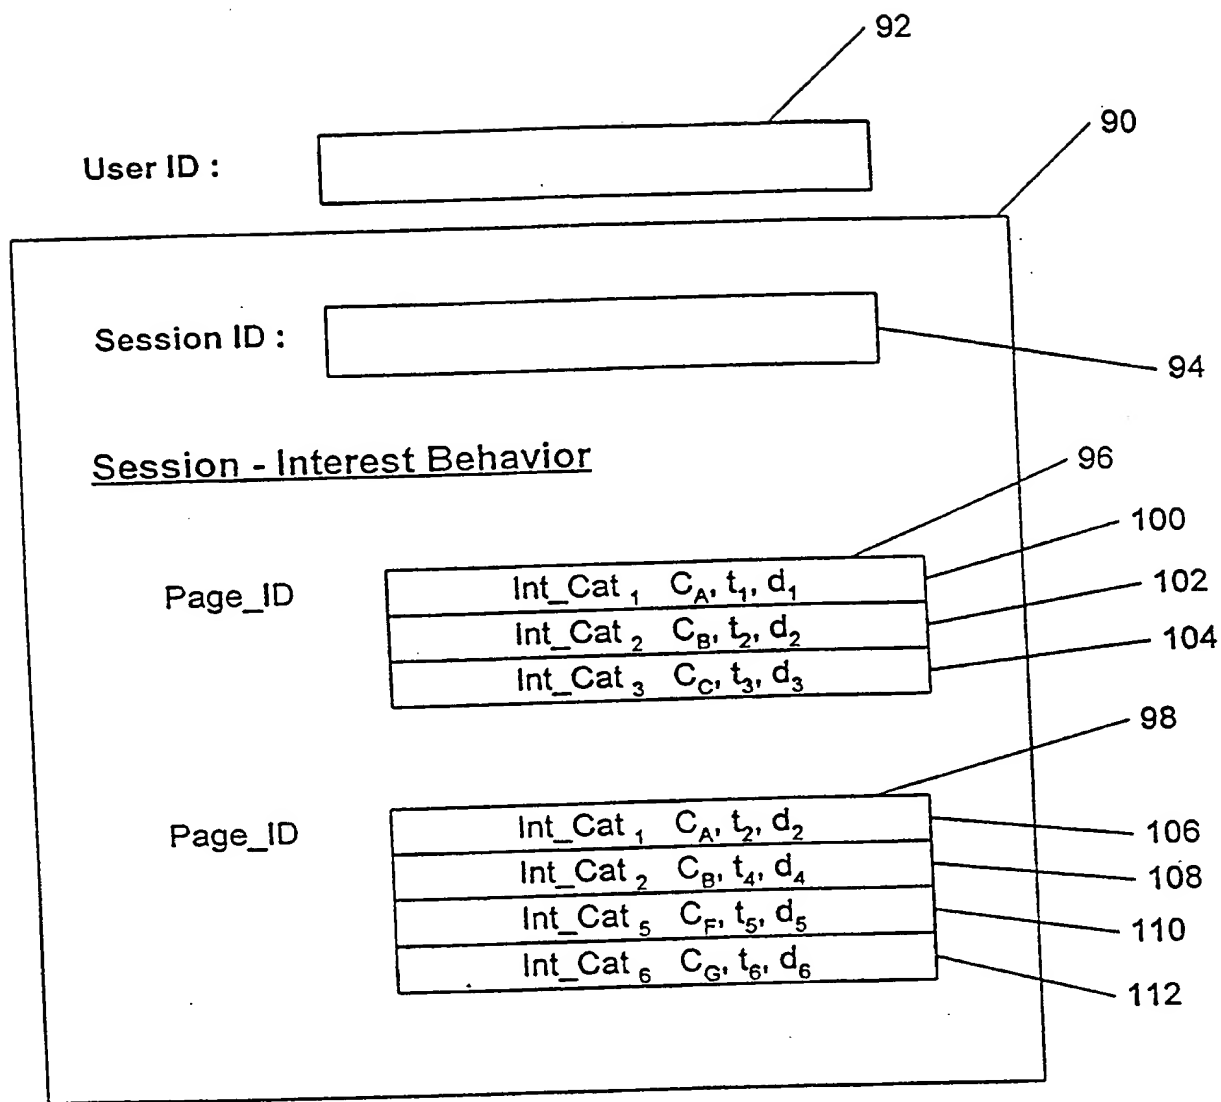 92
90
User ID :
Session ID :
94
Session - Interest Behavior
96
100
Page_ID
Int_Cat 1 CA, t1, d1
102
Int_Cat 2 CB, t2, d2
104
Int_Cat 3 CC, t3, d3
98
Page_ID
Int_Cat 1 CA, t2, d2
106
Int_Cat 2 CB, t4, d4
108
Int_Cat 5 CF, t5, d5
110
Int_Cat 6 CG, t6, d6
112